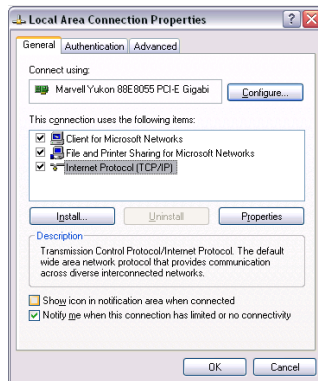 Local Area Connection Properties
General Authentication Advanced
Connect using:
Marvell Yukon 88E8055 PCI-E Gigabi Configure...
This connection uses the following items:
Client for Microsoft Networks
File and Printer Sharing for Microsoft Networks
Internet Protocol (TCP/IP)
Install... Uninstall Properties
Description
Transmission Control Protocol/Internet Protocol. The default
wide area network protocol that provides communication
across diverse interconnected networks.
Show icon in notification area when connected
Notify me when this connection has limited or no connectivity
OK Cancel